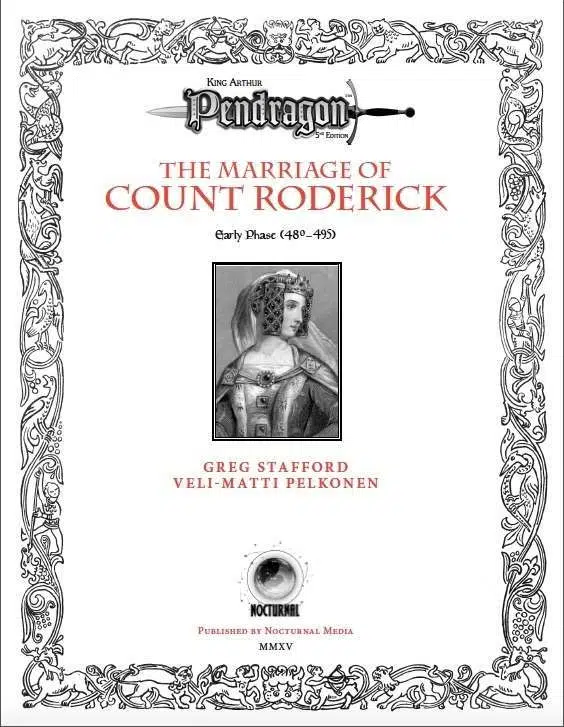 KING ARTHUR
Pendragon™
5th EDITION
THE MARRIAGE OF
COUNT RODERICK
Early Phase (480–495)
GREG STAFFORD
VELI-MATTI PELKONEN
NOCTURNAL
PUBLISHED BY NOCTURNAL MEDIA
MMXV